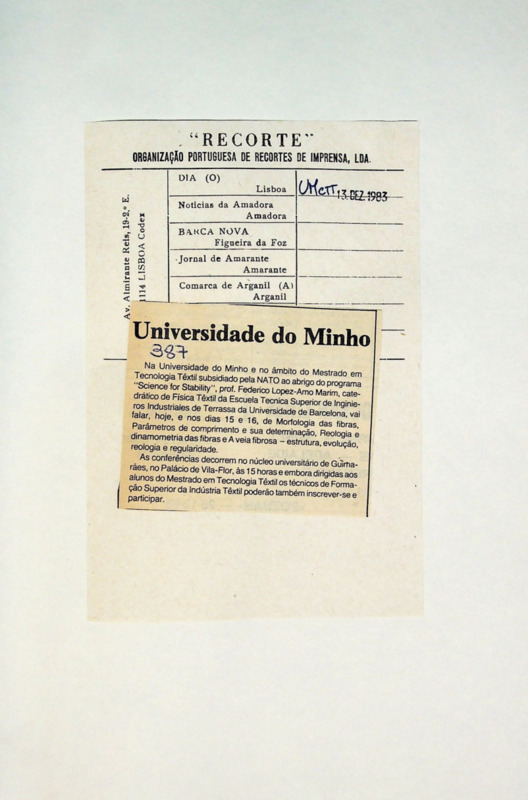 "RECORTE"
ORGANIZAÇÃO PORTUGUESA DE RECORTES DE IMPRENSA, LDA.
Av. Almirante Reis, 19-2.º E.
1114 LISBOA Codex
DIA (O)
Lisboa
13. DEZ. 1983
Noticias da Amadora
Amadora
BARCA NOVA
Figueira da Foz
Jornal de Amarante
Amarante
Comarca de Arganil (A)
Arganil
Universidade do Minho
387
Na Universidade do Minho e no âmbito do Mestrado em
Tecnologia Têxtil subsidiado pela NATO ao abrigo do programa
"Science for Stability", prof. Federico Lopez-Amo Marim, cate-
drático de Física Têxtil da Escuela Tecnica Superior de Inginie-
ros Industriales de Terrassa da Universidade de Barcelona, vai
falar, hoje, e nos dias 15 e 16, de Morfologia das fibras,
Parâmetros de comprimento e sua determinação, Reologia e
dinamometria das fibras e A veia fibrosa – estrutura, evolução,
reologia e regularidade.
As conferências decorrem no núcleo universitário de Guima-
rães, no Palácio de Vila-Flor, às 15 horas e embora dirigidas aos
alunos do Mestrado em Tecnologia Têxtil os técnicos de Forma-
ção Superior da Indústria Têxtil poderão também inscrever-se e
participar.